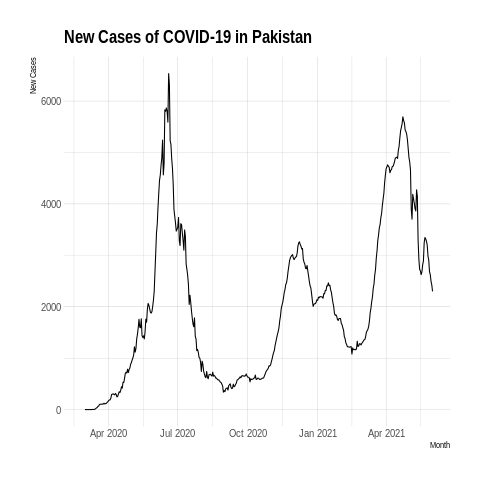 New Cases of COVID-19 in Pakistan
New Cases
6000
4000
2000
0
Apr 2020 Jul 2020 Oct 2020 Jan 2021 Apr 2021
Month